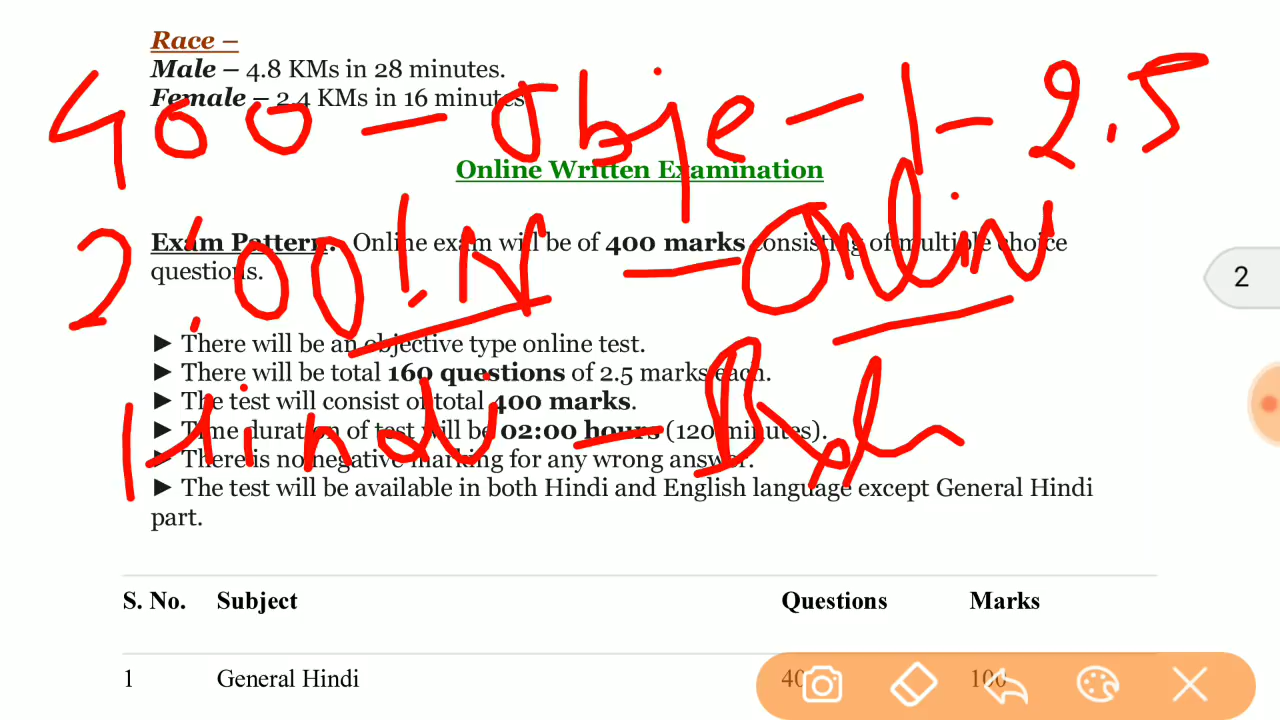 Race –
Male – 4.8 KMs in 28 minutes.
Female – 2.4 KMs in 16 minutes
400 – Obje – 1 – 2.5
Online Written Examination
Exam Pattern: Online exam will be of 400 marks consisting of multiple choice
questions.
2:00 N – Onlin
► There will be an objective type online test.
► There will be total 160 questions of 2.5 marks each.
► The test will consist of total 400 marks.
► Time duration of test will be 02:00 hours (120 minutes).
Hindi –
► There is no negative marking for any wrong answer.
► The test will be available in both Hindi and English language except General Hindi
part.
2
S. No. Subject Questions Marks
1 General Hindi 40 100